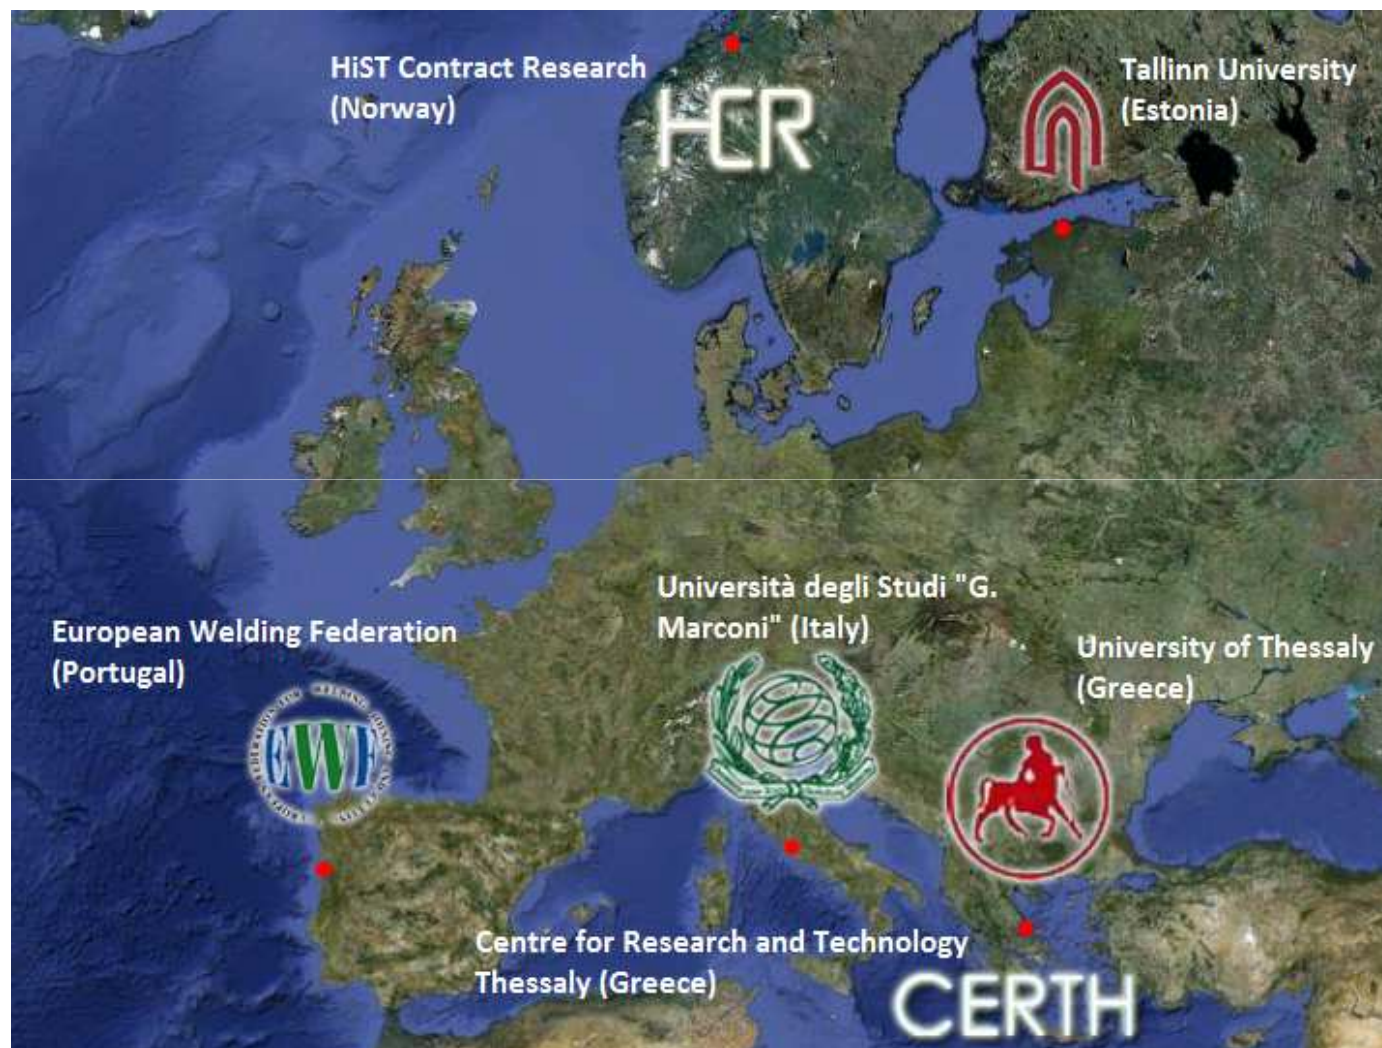 HiST Contract Research
(Norway)
HCR
Tallinn University
(Estonia)
Università degli Studi "G.
Marconi" (Italy)
European Welding Federation
(Portugal)
EWF
University of Thessaly
(Greece)
Centre for Research and Technology
Thessaly (Greece)
CERTH